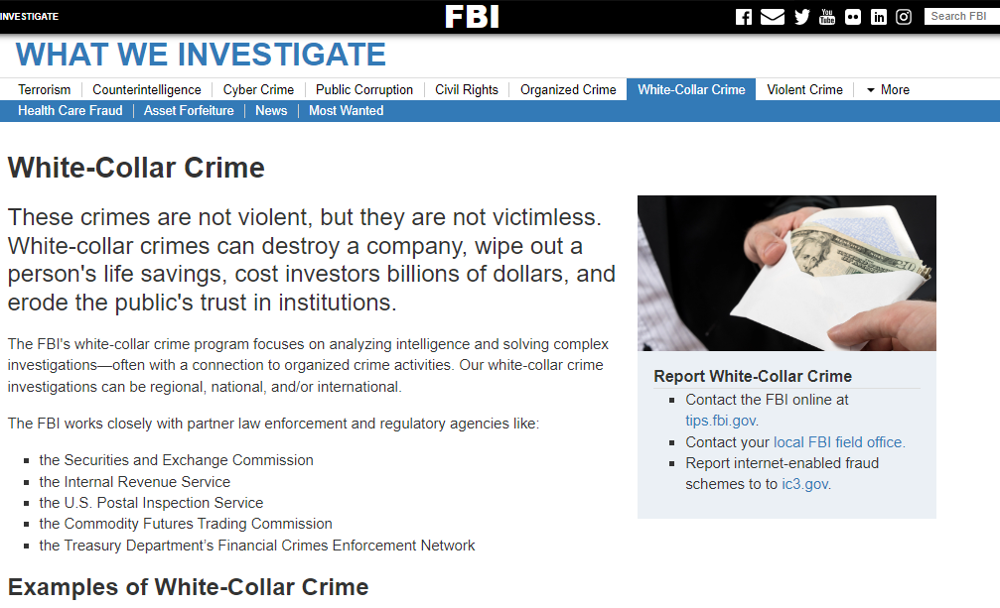 INVESTIGATE
FBI
You
Tube
Search FBI
WHAT WE INVESTIGATE
Terrorism
Counterintelligence
Cyber Crime
Public Corruption
Civil Rights
Organized Crime
White-Collar Crime
Violent Crime
More
Health Care Fraud
Asset Forfeiture
News
Most Wanted
White-Collar Crime
These crimes are not violent, but they are not victimless.
White-collar crimes can destroy a company, wipe out a
person's life savings, cost investors billions of dollars, and
erode the public's trust in institutions.
The FBI's white-collar crime program focuses on analyzing intelligence and solving complex
investigations—often with a connection to organized crime activities. Our white-collar crime
investigations can be regional, national, and/or international.
The FBI works closely with partner law enforcement and regulatory agencies like:
the Securities and Exchange Commission
the Internal Revenue Service
the U.S. Postal Inspection Service
the Commodity Futures Trading Commission
the Treasury Department’s Financial Crimes Enforcement Network
Examples of White-Collar Crime
Report White-Collar Crime
Contact the FBI online at
tips.fbi.gov.
Contact your local FBI field office.
Report internet-enabled fraud
schemes to to ic3.gov.